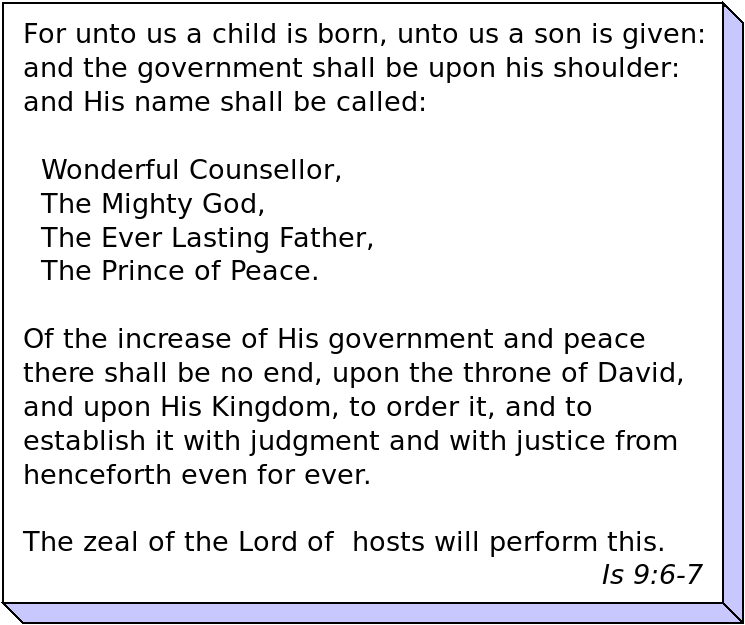 For unto us a child is born, unto us a son is given:
and the government shall be upon his shoulder:
and His name shall be called:
Wonderful Counsellor,
The Mighty God,
The Ever Lasting Father,
The Prince of Peace.
Of the increase of His government and peace
there shall be no end, upon the throne of David,
and upon His Kingdom, to order it, and to
establish it with judgment and with justice from
henceforth even for ever.
The zeal of the Lord of  hosts will perform this.
Is 9:6-7